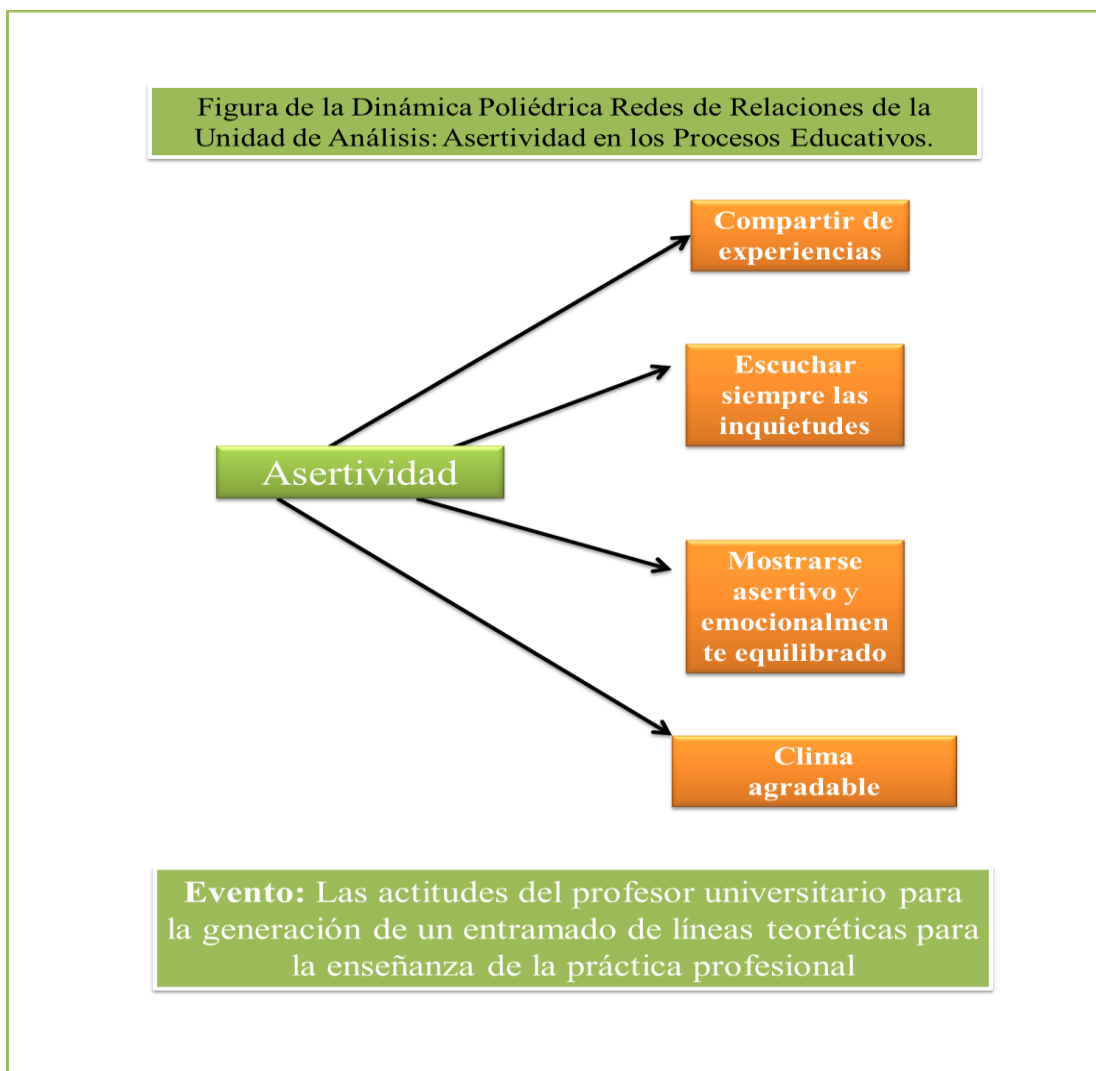 Figura de la Dinámica Poliédrica Redes de Relaciones de la
Unidad de Análisis: Asertividad en los Procesos Educativos.
Compartir de
experiencias
Escuchar
siempre las
inquietudes
Asertividad
Mostrarse
asertivo y
emocionalmen
te equilibrado
Clima
agradable
Evento: Las actitudes del profesor universitario para
la generación de un entramado de líneas teoréticas para
la enseñanza de la práctica profesional